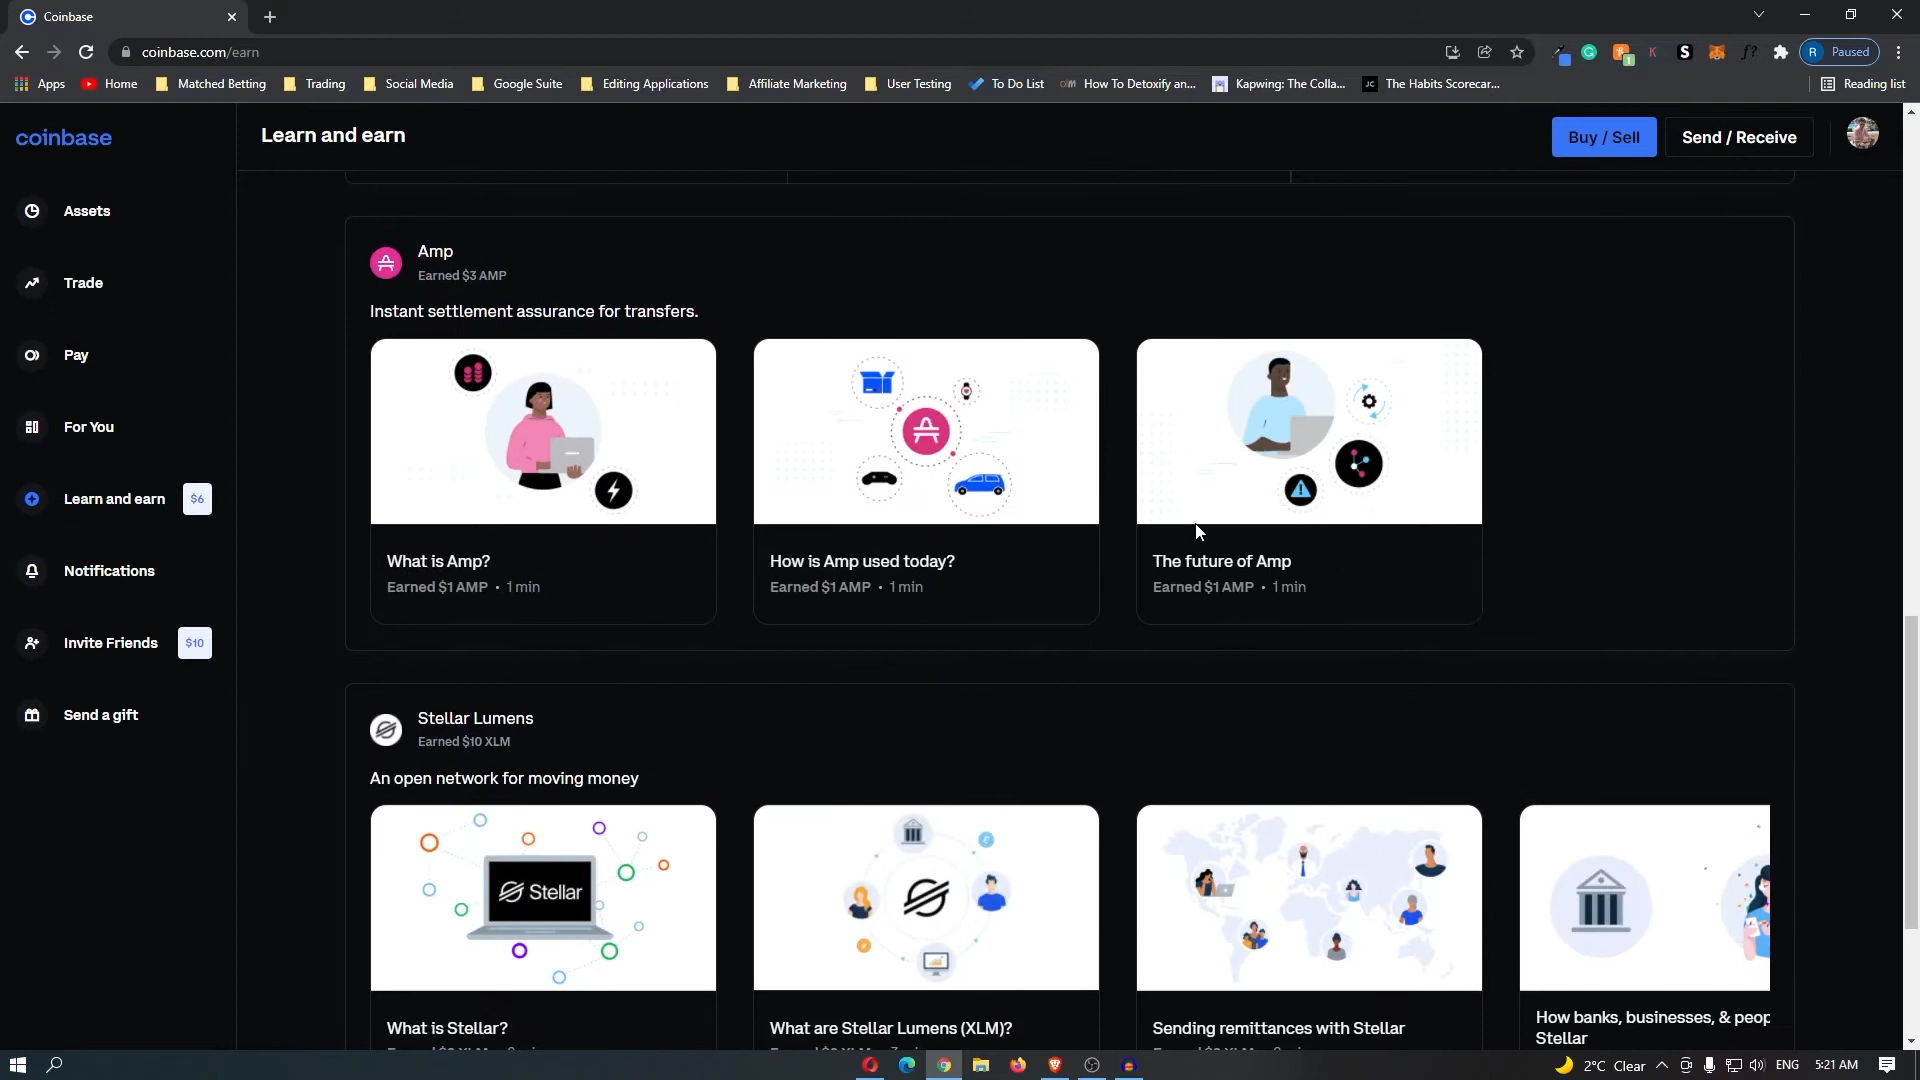 Coinbase
coinbase.com/earn
Paused
Apps
Home
Matched Betting
Trading
Social Media
Google Suite
Editing Applications
Affiliate Marketing
User Testing
To Do List
How To Detoxify an...
Kapwing: The Colla...
The Habits Scorecar...
Reading list
coinbase
Learn and earn
Buy / Sell
Send / Receive
Assets
Trade
Pay
For You
Learn and earn $6
Notifications
Invite Friends $10
Send a gift
Amp
Earned $3 AMP
Instant settlement assurance for transfers.
What is Amp?
Earned $1 AMP • 1 min
How is Amp used today?
Earned $1 AMP • 1 min
The future of Amp
Earned $1 AMP • 1 min
Stellar Lumens
Earned $10 XLM
An open network for moving money
Stellar
What is Stellar?
What are Stellar Lumens (XLM)?
Sending remittances with Stellar
How banks, businesses, & peop
Stellar
2°C Clear
ENG
5:21 AM